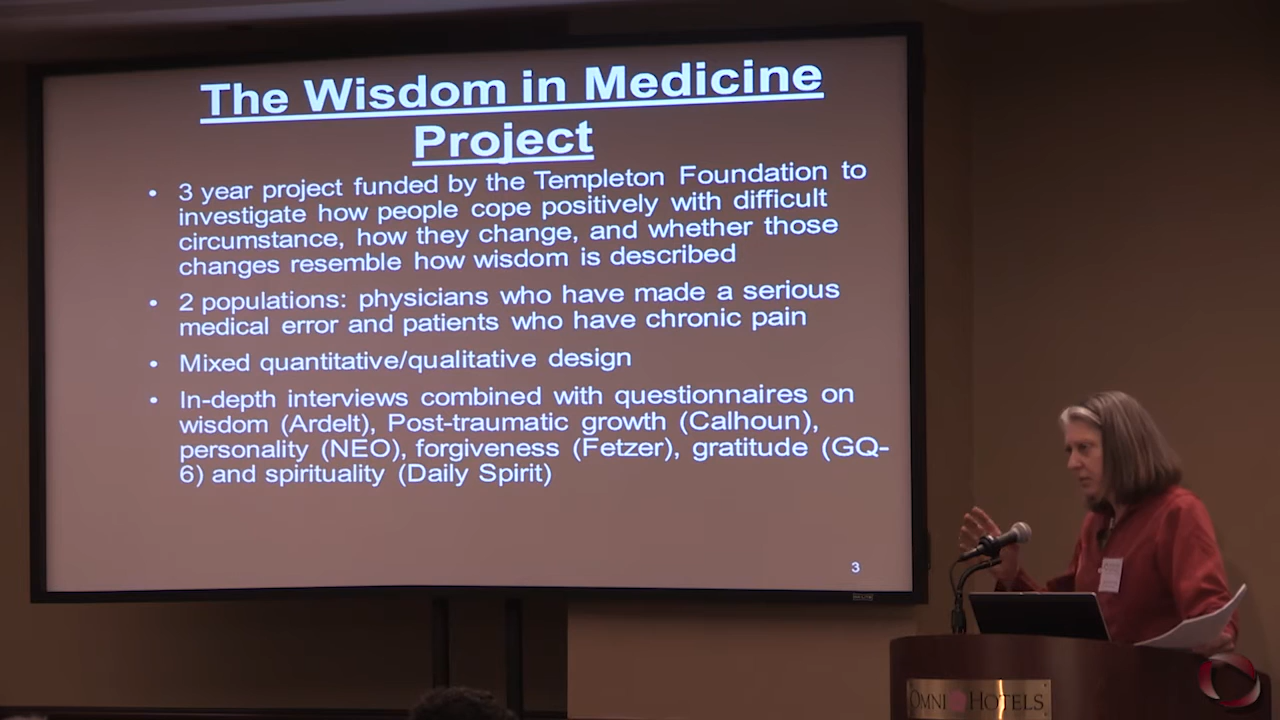 The Wisdom in Medicine
Project
• 3 year project funded by the Templeton Foundation to
investigate how people cope positively with difficult
circumstance, how they change, and whether those
changes resemble how wisdom is described
• 2 populations: physicians who have made a serious
medical error and patients who have chronic pain
• Mixed quantitative/qualitative design
• In-depth interviews combined with questionnaires on
wisdom (Ardelt), Post-traumatic growth (Calhoun),
personality (NEO), forgiveness (Fetzer), gratitude (GQ-
6) and spirituality (Daily Spirit)
3
OMNI HOTELS